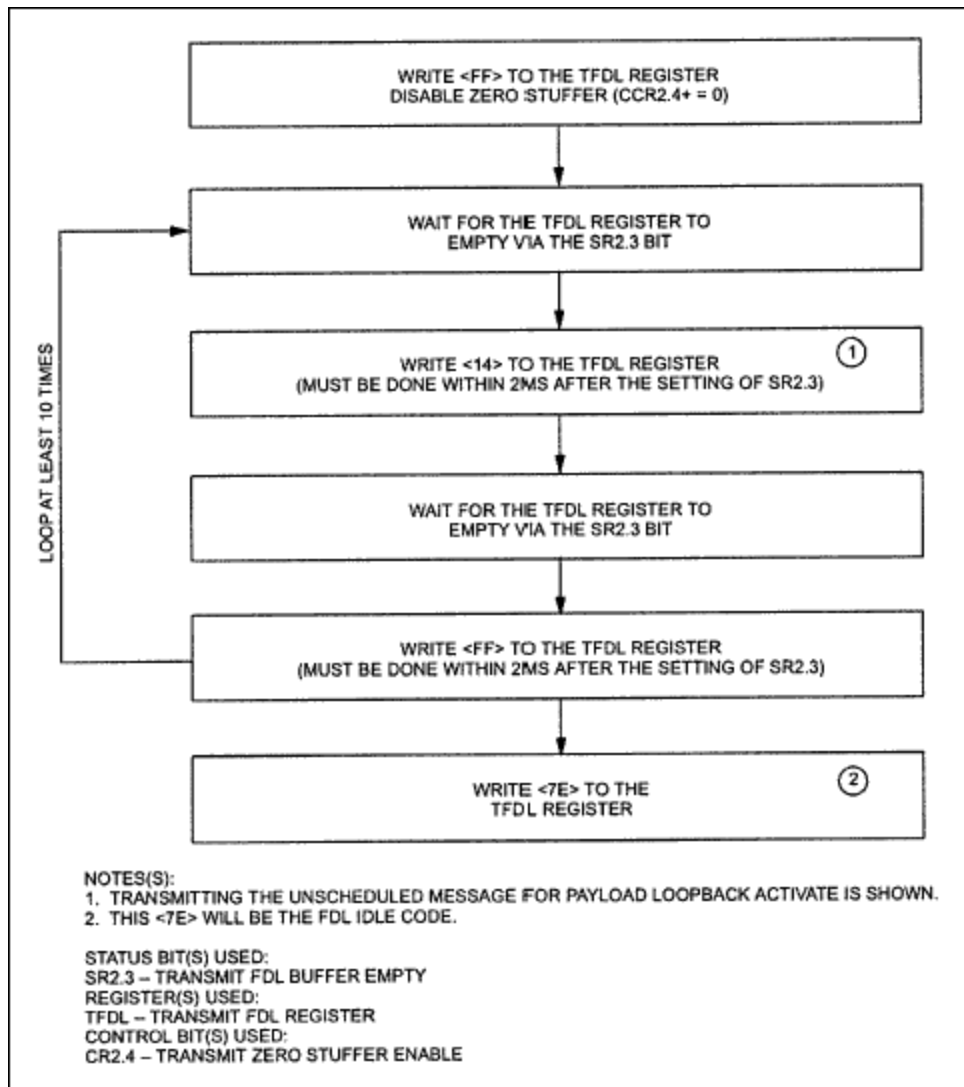 WRITE <FF> TO THE TFDL REGISTER
DISABLE ZERO STUFFER (CCR2.4+ = 0)
WAIT FOR THE TFDL REGISTER TO
EMPTY VIA THE SR2.3 BIT
WRITE <14> TO THE TFDL REGISTER
(MUST BE DONE WITHIN 2MS AFTER THE SETTING OF SR2.3)
1
WAIT FOR THE TFDL REGISTER TO
EMPTY VIA THE SR2.3 BIT
WRITE <FF> TO THE TFDL REGISTER
(MUST BE DONE WITHIN 2MS AFTER THE SETTING OF SR2.3)
LOOP AT LEAST 10 TIMES
WRITE <7E> TO THE
TFDL REGISTER
2
NOTES(S):
1. TRANSMITTING THE UNSCHEDULED MESSAGE FOR PAYLOAD LOOPBACK ACTIVATE IS SHOWN.
2. THIS <7E> WILL BE THE FDL IDLE CODE.
STATUS BIT(S) USED:
SR2.3 – TRANSMIT FDL BUFFER EMPTY
REGISTER(S) USED:
TFDL – TRANSMIT FDL REGISTER
CONTROL BIT(S) USED:
CR2.4 – TRANSMIT ZERO STUFFER ENABLE